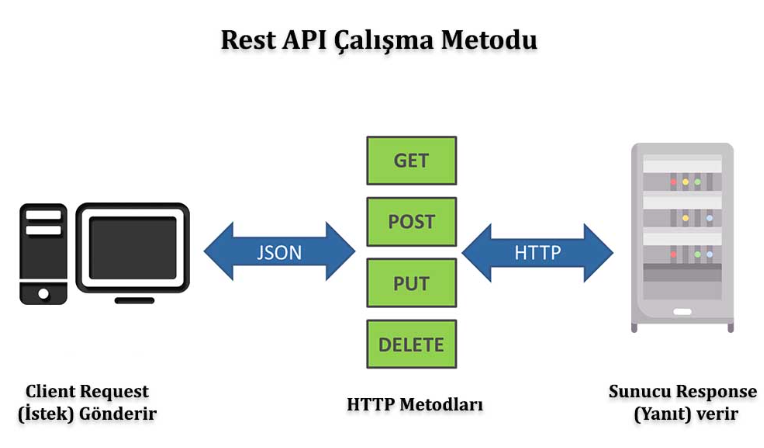 Rest API Çalışma Metodu
GET
POST
PUT
DELETE
JSON
HTTP
Client Request
(İstek) Gönderir
HTTP Metodları
Sunucu Response
(Yanıt) verir